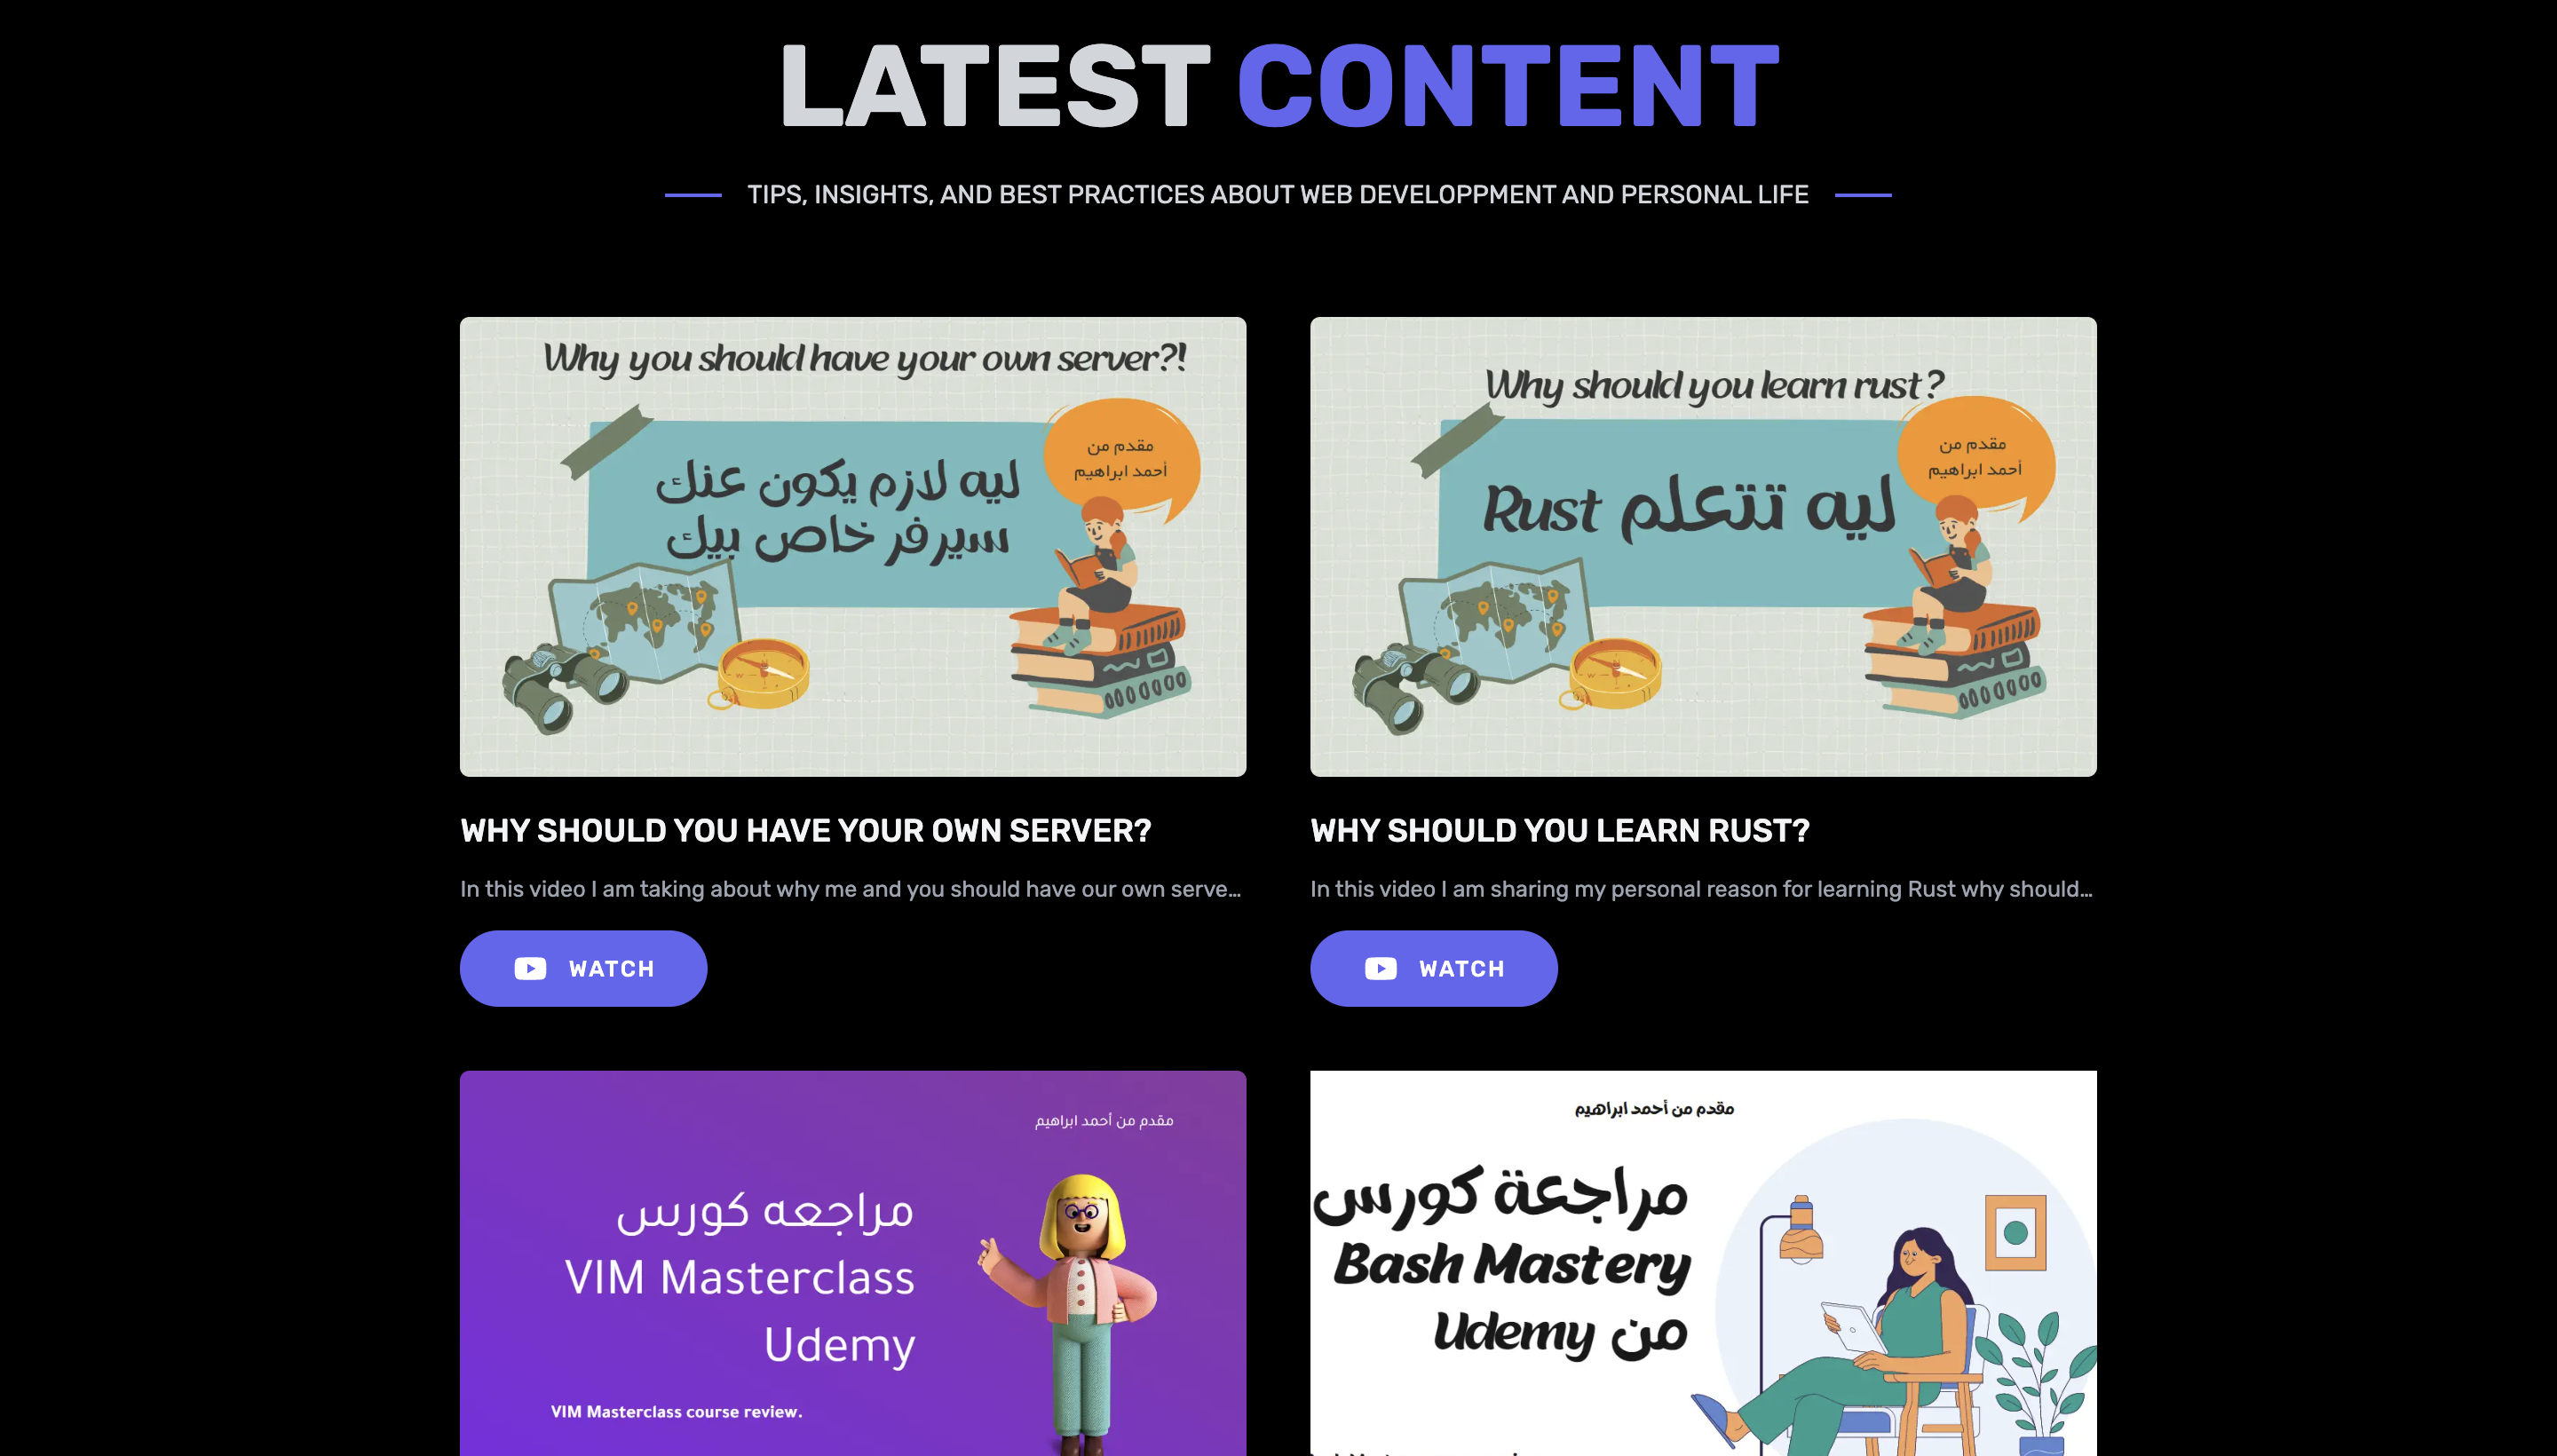 LATEST CONTENT
TIPS, INSIGHTS, AND BEST PRACTICES ABOUT WEB DEVELOPPMENT AND PERSONAL LIFE
Why you should have your own server?!
مقدم من
أحمد ابراهيم
ليه لازم يكون عنك
سيرفر خاص بيك
WHY SHOULD YOU HAVE YOUR OWN SERVER?
In this video I am taking about why me and you should have our own serve...
WATCH
Why should you learn rust?
مقدم من
أحمد ابراهيم
ليه تتعلم Rust
WHY SHOULD YOU LEARN RUST?
In this video I am sharing my personal reason for learning Rust why should...
WATCH
مقدم من أحمد ابراهيم
مراجعه كورس
VIM Masterclass
Udemy
VIM Masterclass course review.
مقدم من أحمد ابراهيم
مراجعة كورس
Bash Mastery
من Udemy